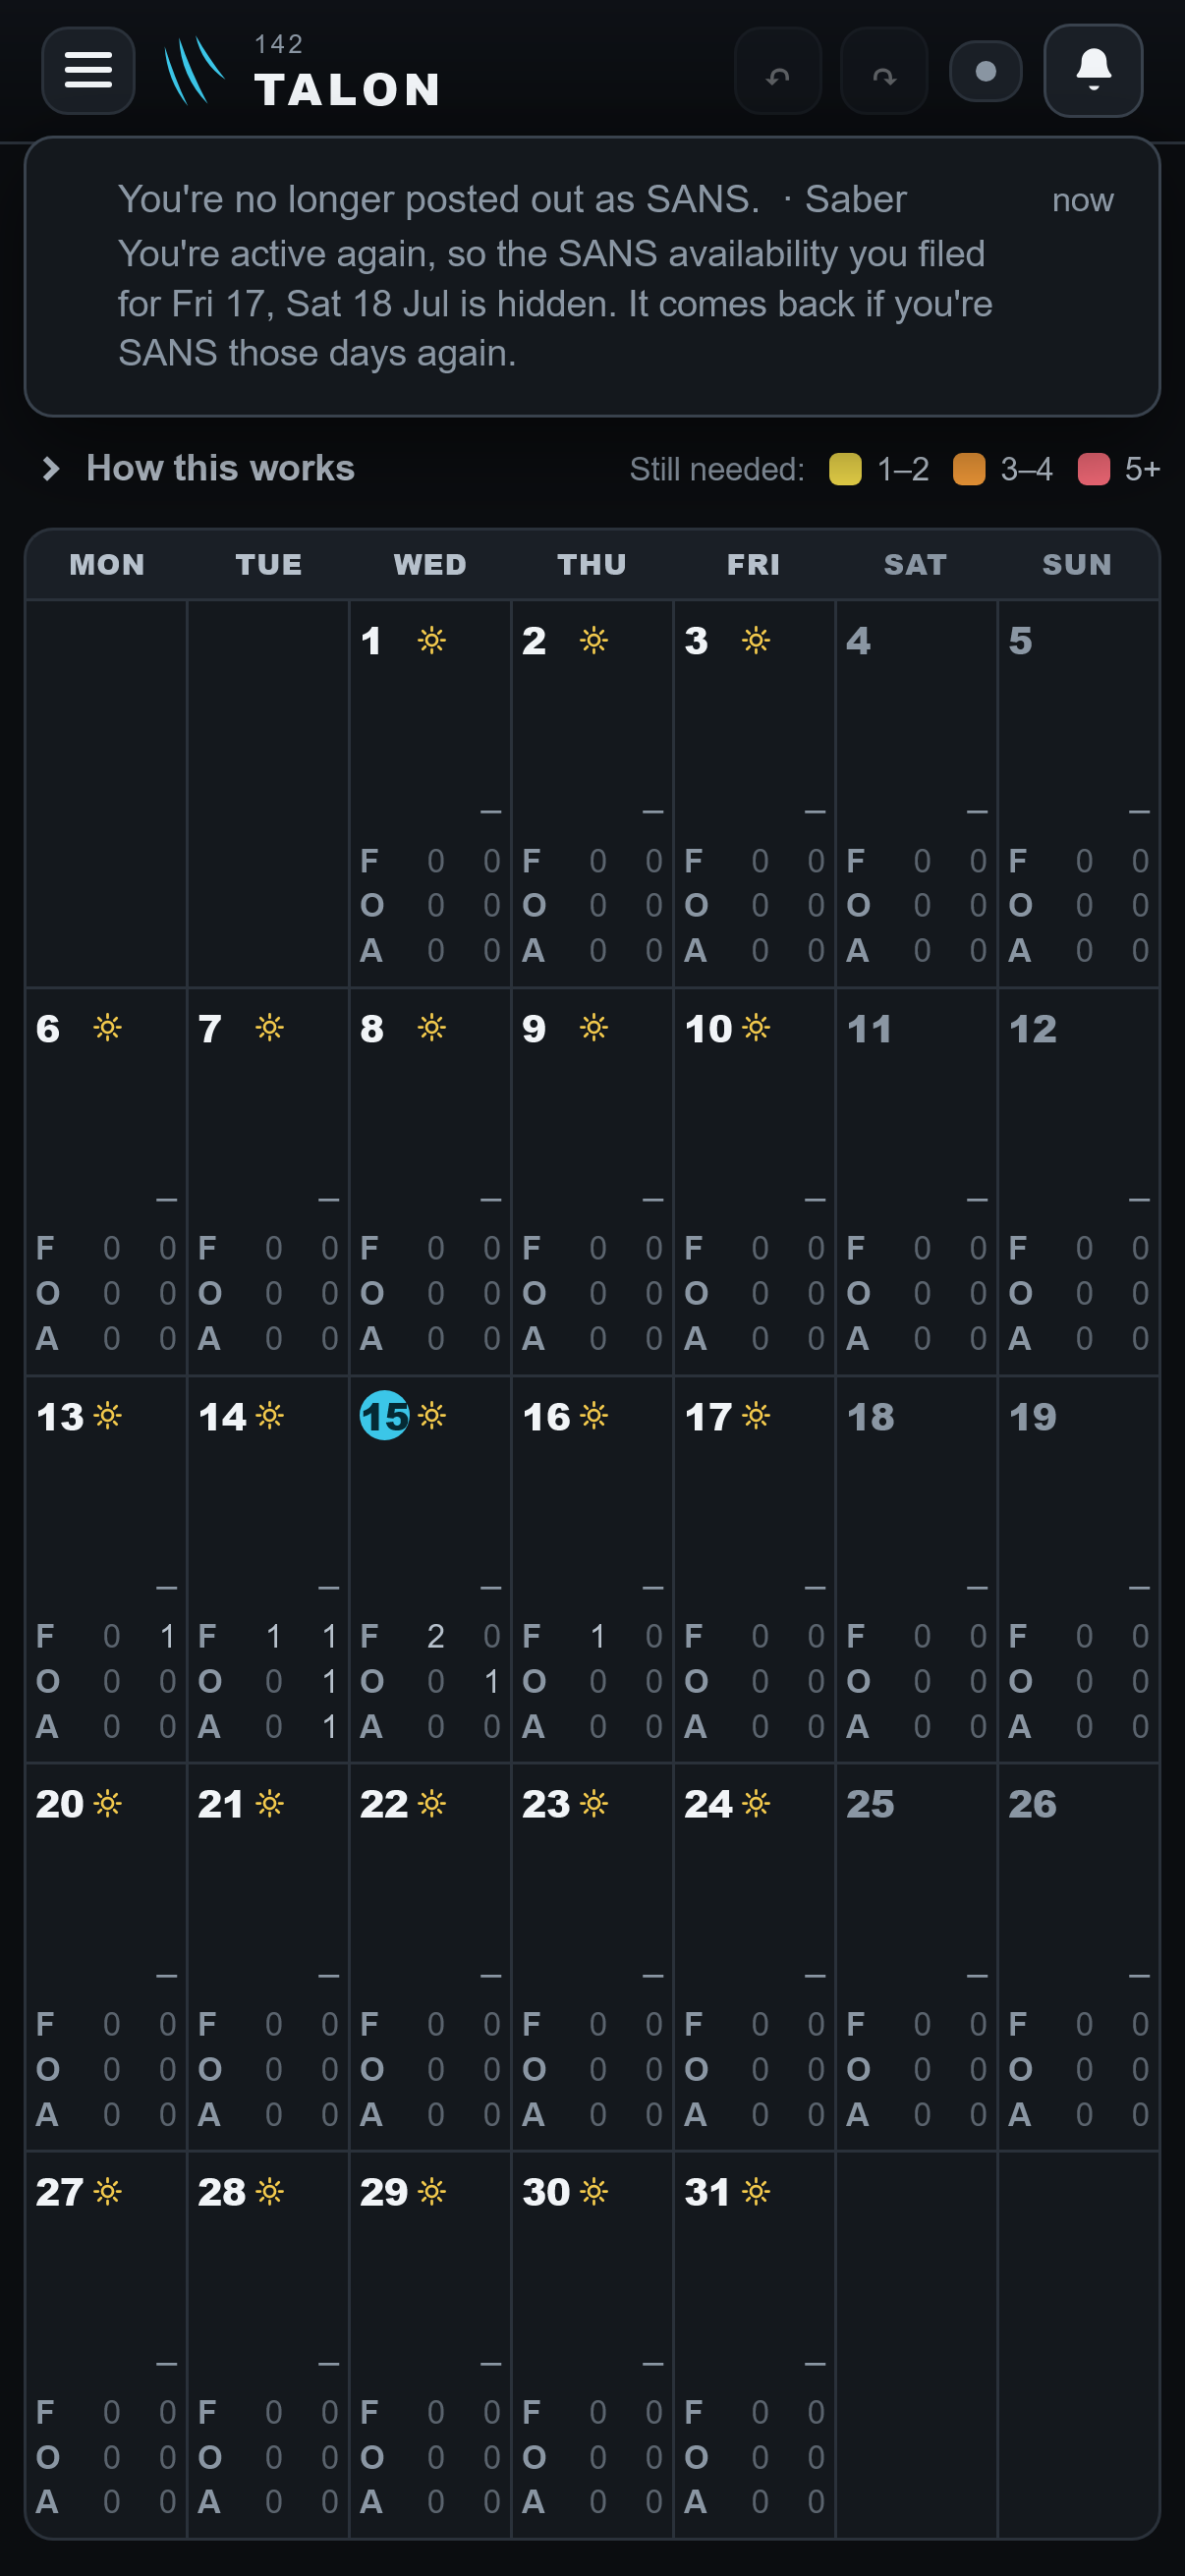 142
TALON
You're no longer posted out as SANS. · Saber now
You're active again, so the SANS availability you filed
for Fri 17, Sat 18 Jul is hidden. It comes back if you're
SANS those days again.
How this works Still needed: 1–2 3–4 5+
MON TUE WED THU FRI SAT SUN
1 2 3 4 5
– – – – –
F 0 0 F 0 0 F 0 0 F 0 0 F 0 0
O 0 0 O 0 0 O 0 0 O 0 0 O 0 0
A 0 0 A 0 0 A 0 0 A 0 0 A 0 0
6 7 8 9 10 11 12
– – – – – – –
F 0 0 F 0 0 F 0 0 F 0 0 F 0 0 F 0 0 F 0 0
O 0 0 O 0 0 O 0 0 O 0 0 O 0 0 O 0 0 O 0 0
A 0 0 A 0 0 A 0 0 A 0 0 A 0 0 A 0 0 A 0 0
13 14 15 16 17 18 19
– – – – – – –
F 0 1 F 1 1 F 2 0 F 1 0 F 0 0 F 0 0 F 0 0
O 0 0 O 0 1 O 0 1 O 0 0 O 0 0 O 0 0 O 0 0
A 0 0 A 0 1 A 0 0 A 0 0 A 0 0 A 0 0 A 0 0
20 21 22 23 24 25 26
– – – – – – –
F 0 0 F 0 0 F 0 0 F 0 0 F 0 0 F 0 0 F 0 0
O 0 0 O 0 0 O 0 0 O 0 0 O 0 0 O 0 0 O 0 0
A 0 0 A 0 0 A 0 0 A 0 0 A 0 0 A 0 0 A 0 0
27 28 29 30 31
– – – – –
F 0 0 F 0 0 F 0 0 F 0 0 F 0 0
O 0 0 O 0 0 O 0 0 O 0 0 O 0 0
A 0 0 A 0 0 A 0 0 A 0 0 A 0 0